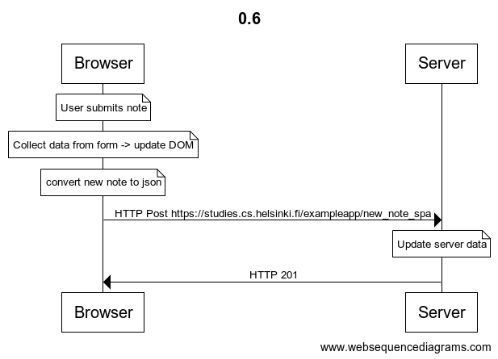 0.6
Browser Server
User submits note
Collect data from form -> update DOM
convert new note to json
HTTP Post https://studies.cs.helsinki.fi/exampleapp/new_note_spa
Update server data
HTTP 201
Browser Server
www.websequencediagrams.com